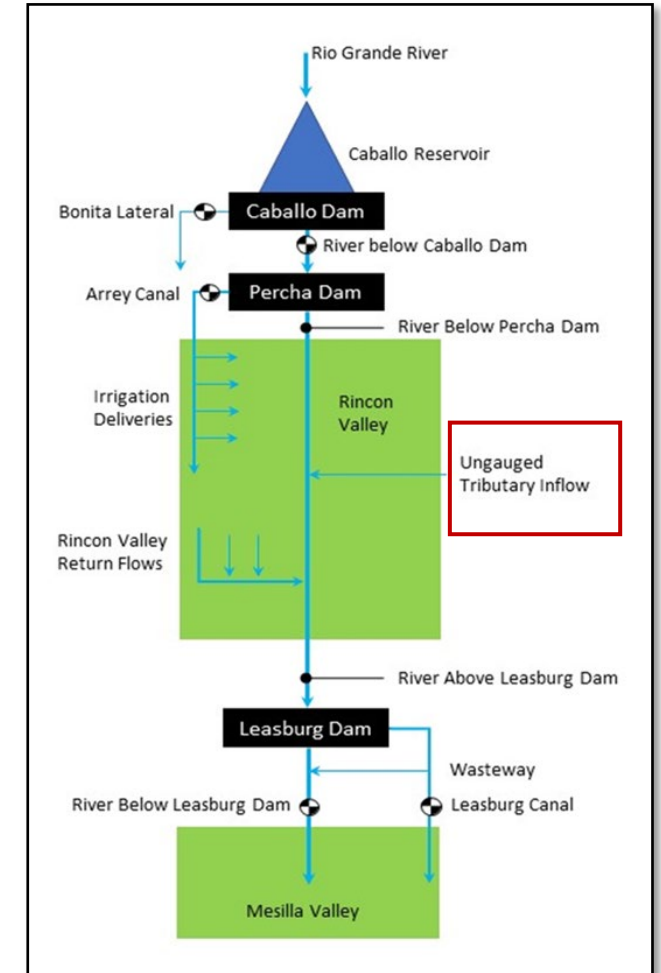 Rio Grande River
Caballo Reservoir
Bonita Lateral
Caballo Dam
River below Caballo Dam
Arrey Canal
Percha Dam
River Below Percha Dam
Irrigation
Deliveries
Rincon
Valley
Ungauged
Tributary Inflow
Rincon Valley
Return Flows
River Above Leasburg Dam
Leasburg Dam
Wasteway
River Below Leasburg Dam
Leasburg Canal
Mesilla Valley